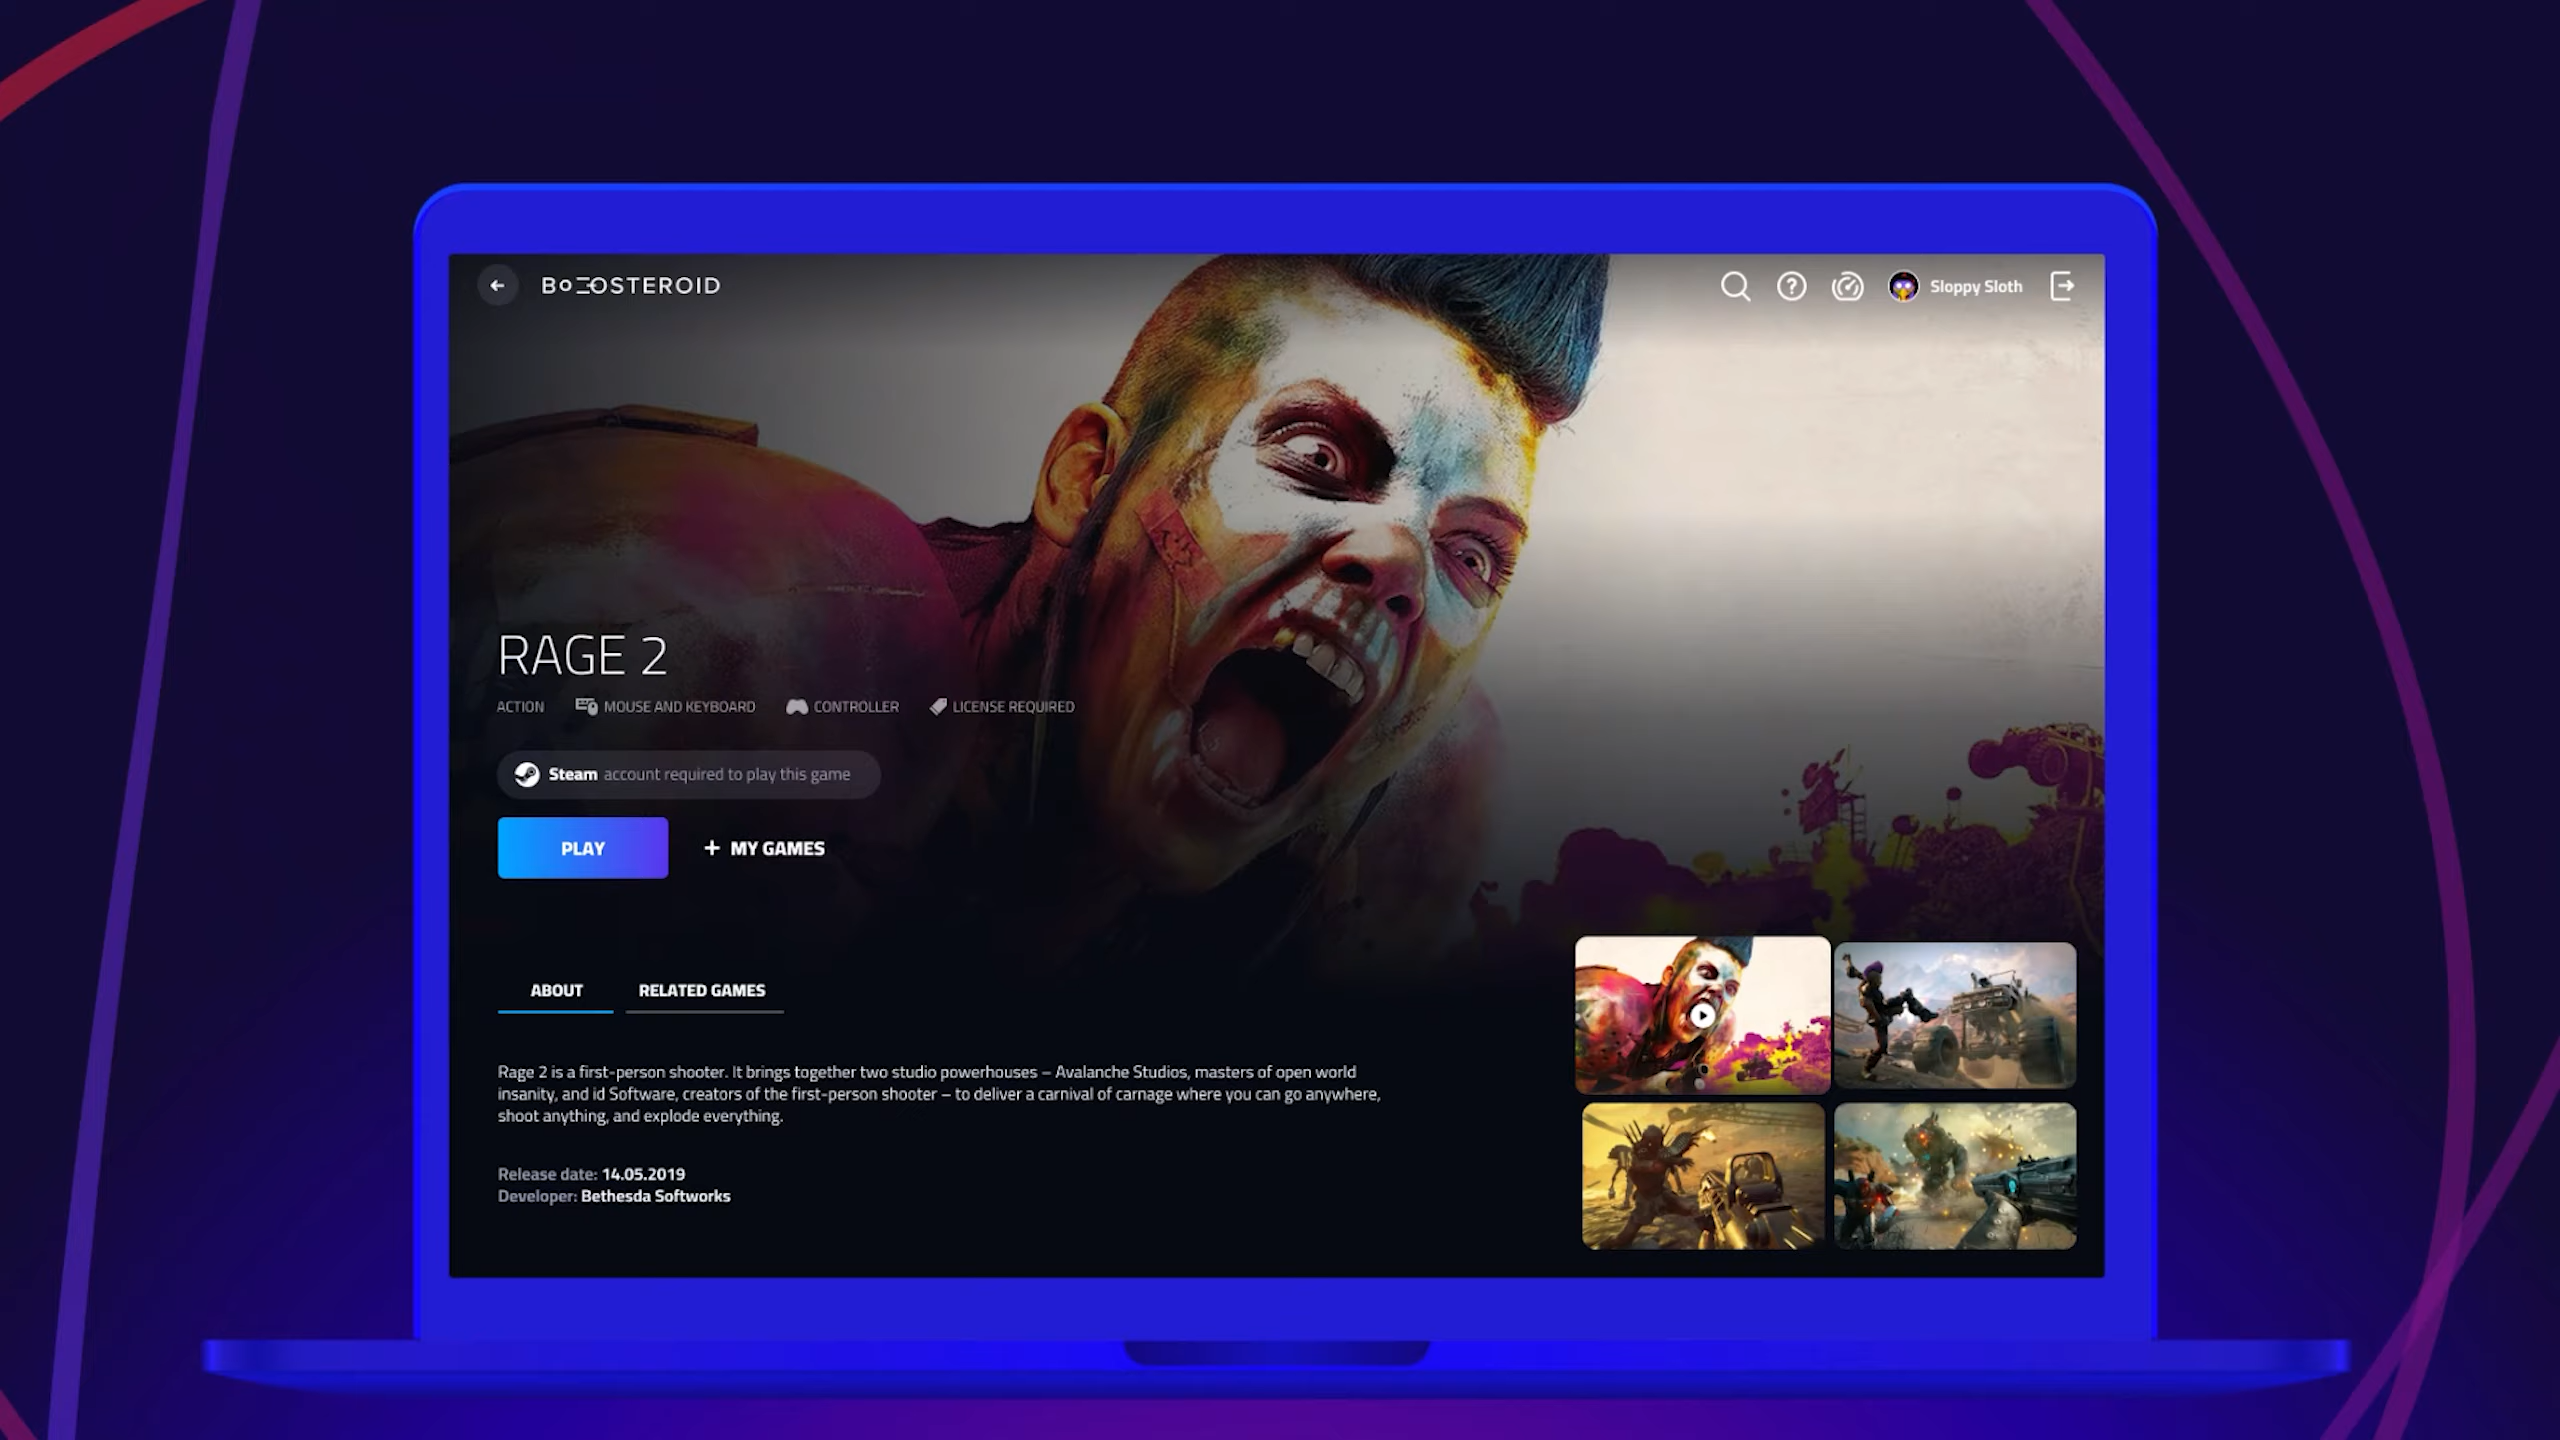 BOOSTEROID
Sloppy Sloth
RAGE 2
ACTION MOUSE AND KEYBOARD CONTROLLER LICENSE REQUIRED
Steam account required to play this game
PLAY + MY GAMES
ABOUT RELATED GAMES
Rage 2 is a first-person shooter. It brings together two studio powerhouses – Avalanche Studios, masters of open world
insanity, and id Software, creators of the first-person shooter – to deliver a carnival of carnage where you can go anywhere,
shoot anything, and explode everything.
Release date: 14.05.2019
Developer: Bethesda Softworks